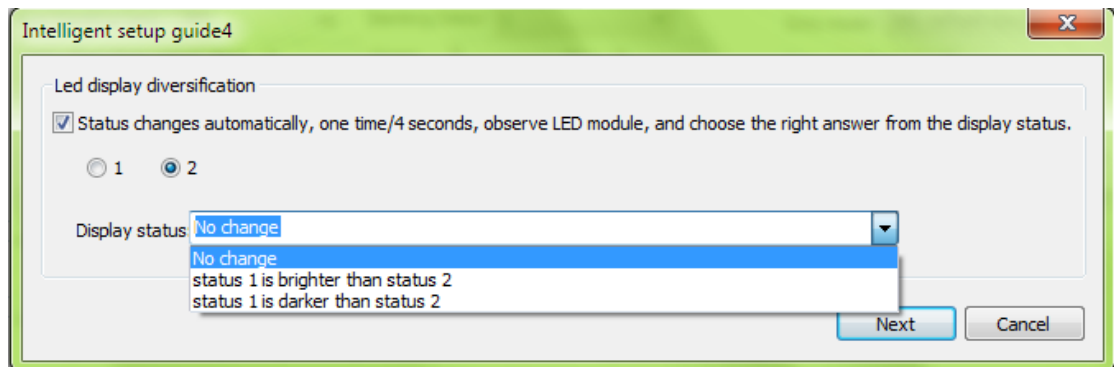 Intelligent setup guide4
Led display diversification
Status changes automatically, one time/4 seconds, observe LED module, and choose the right answer from the display status.
1 2
Display status No change
No change
status 1 is brighter than status 2
status 1 is darker than status 2
Next Cancel